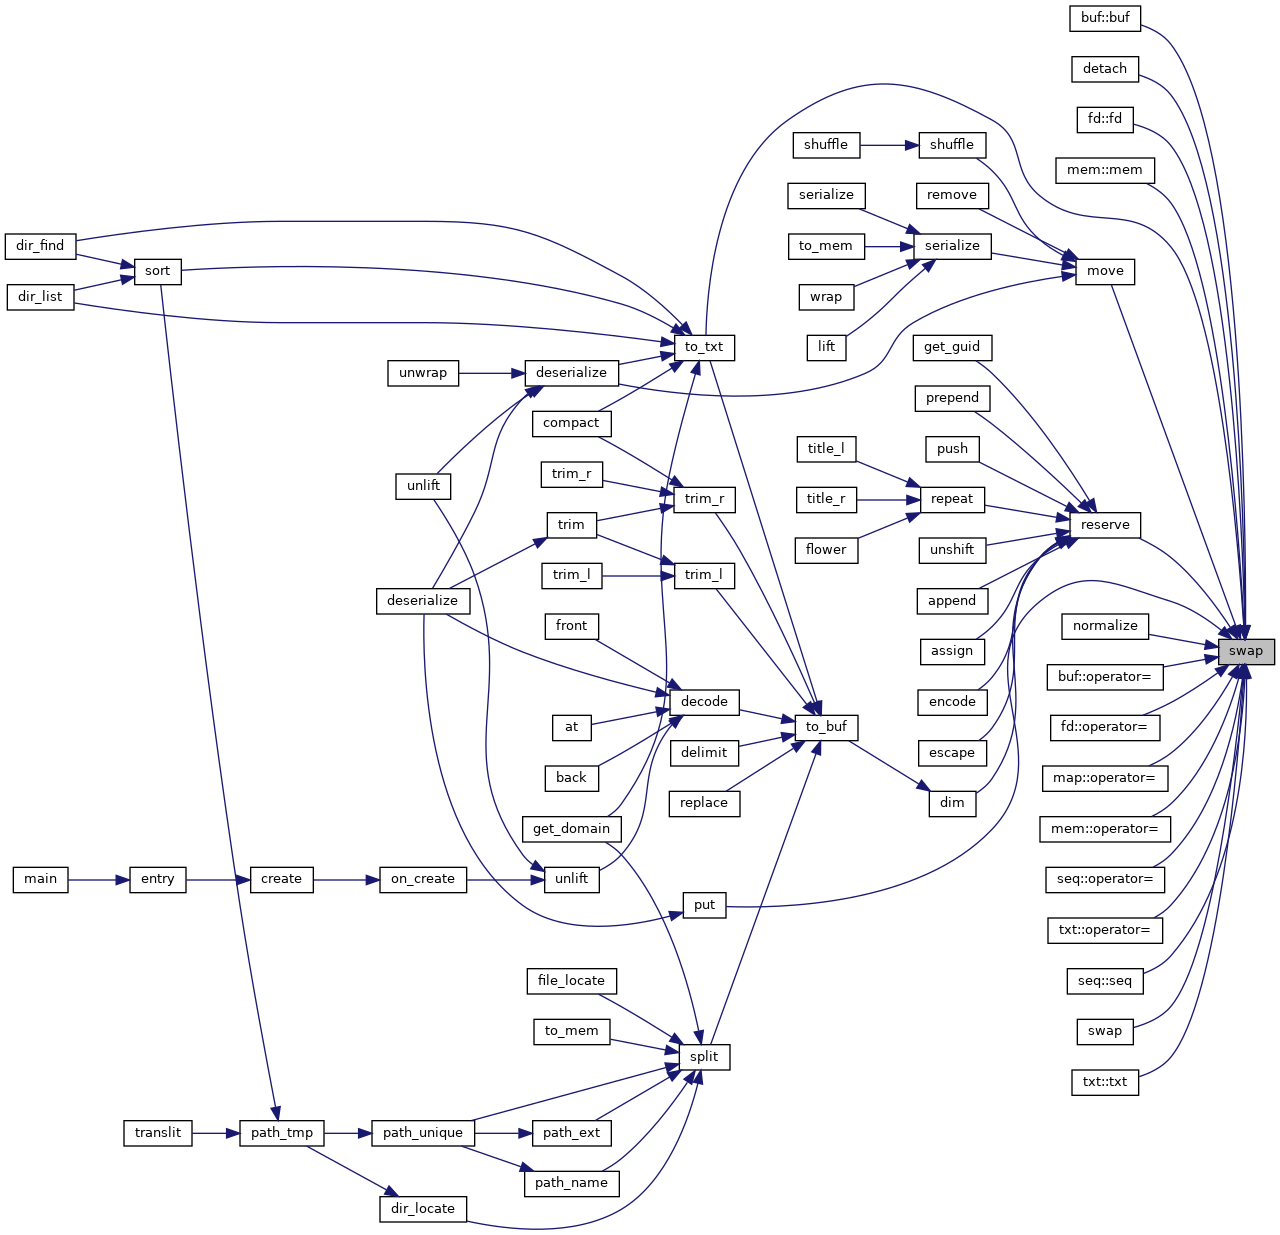 buf::buf
detach
fd::fd
shuffle
shuffle
mem::mem
serialize
remove
dir_find
to_mem
serialize
sort
move
dir_list
wrap
to_txt
lift
get_guid
unwrap
deserialize
prepend
compact
title_l
push
trim_r
unlift
trim_r
title_r
repeat
trim
reserve
flower
unshift
trim_l
trim_l
deserialize
append
front
normalize
assign
swap
buf::operator=
decode
encode
at
to_buf
fd::operator=
delimit
escape
back
map::operator=
replace
dim
get_domain
mem::operator=
main
entry
create
on_create
unlift
seq::operator=
put
txt::operator=
file_locate
seq::seq
to_mem
swap
split
txt::txt
translit
path_tmp
path_unique
path_ext
path_name
dir_locate